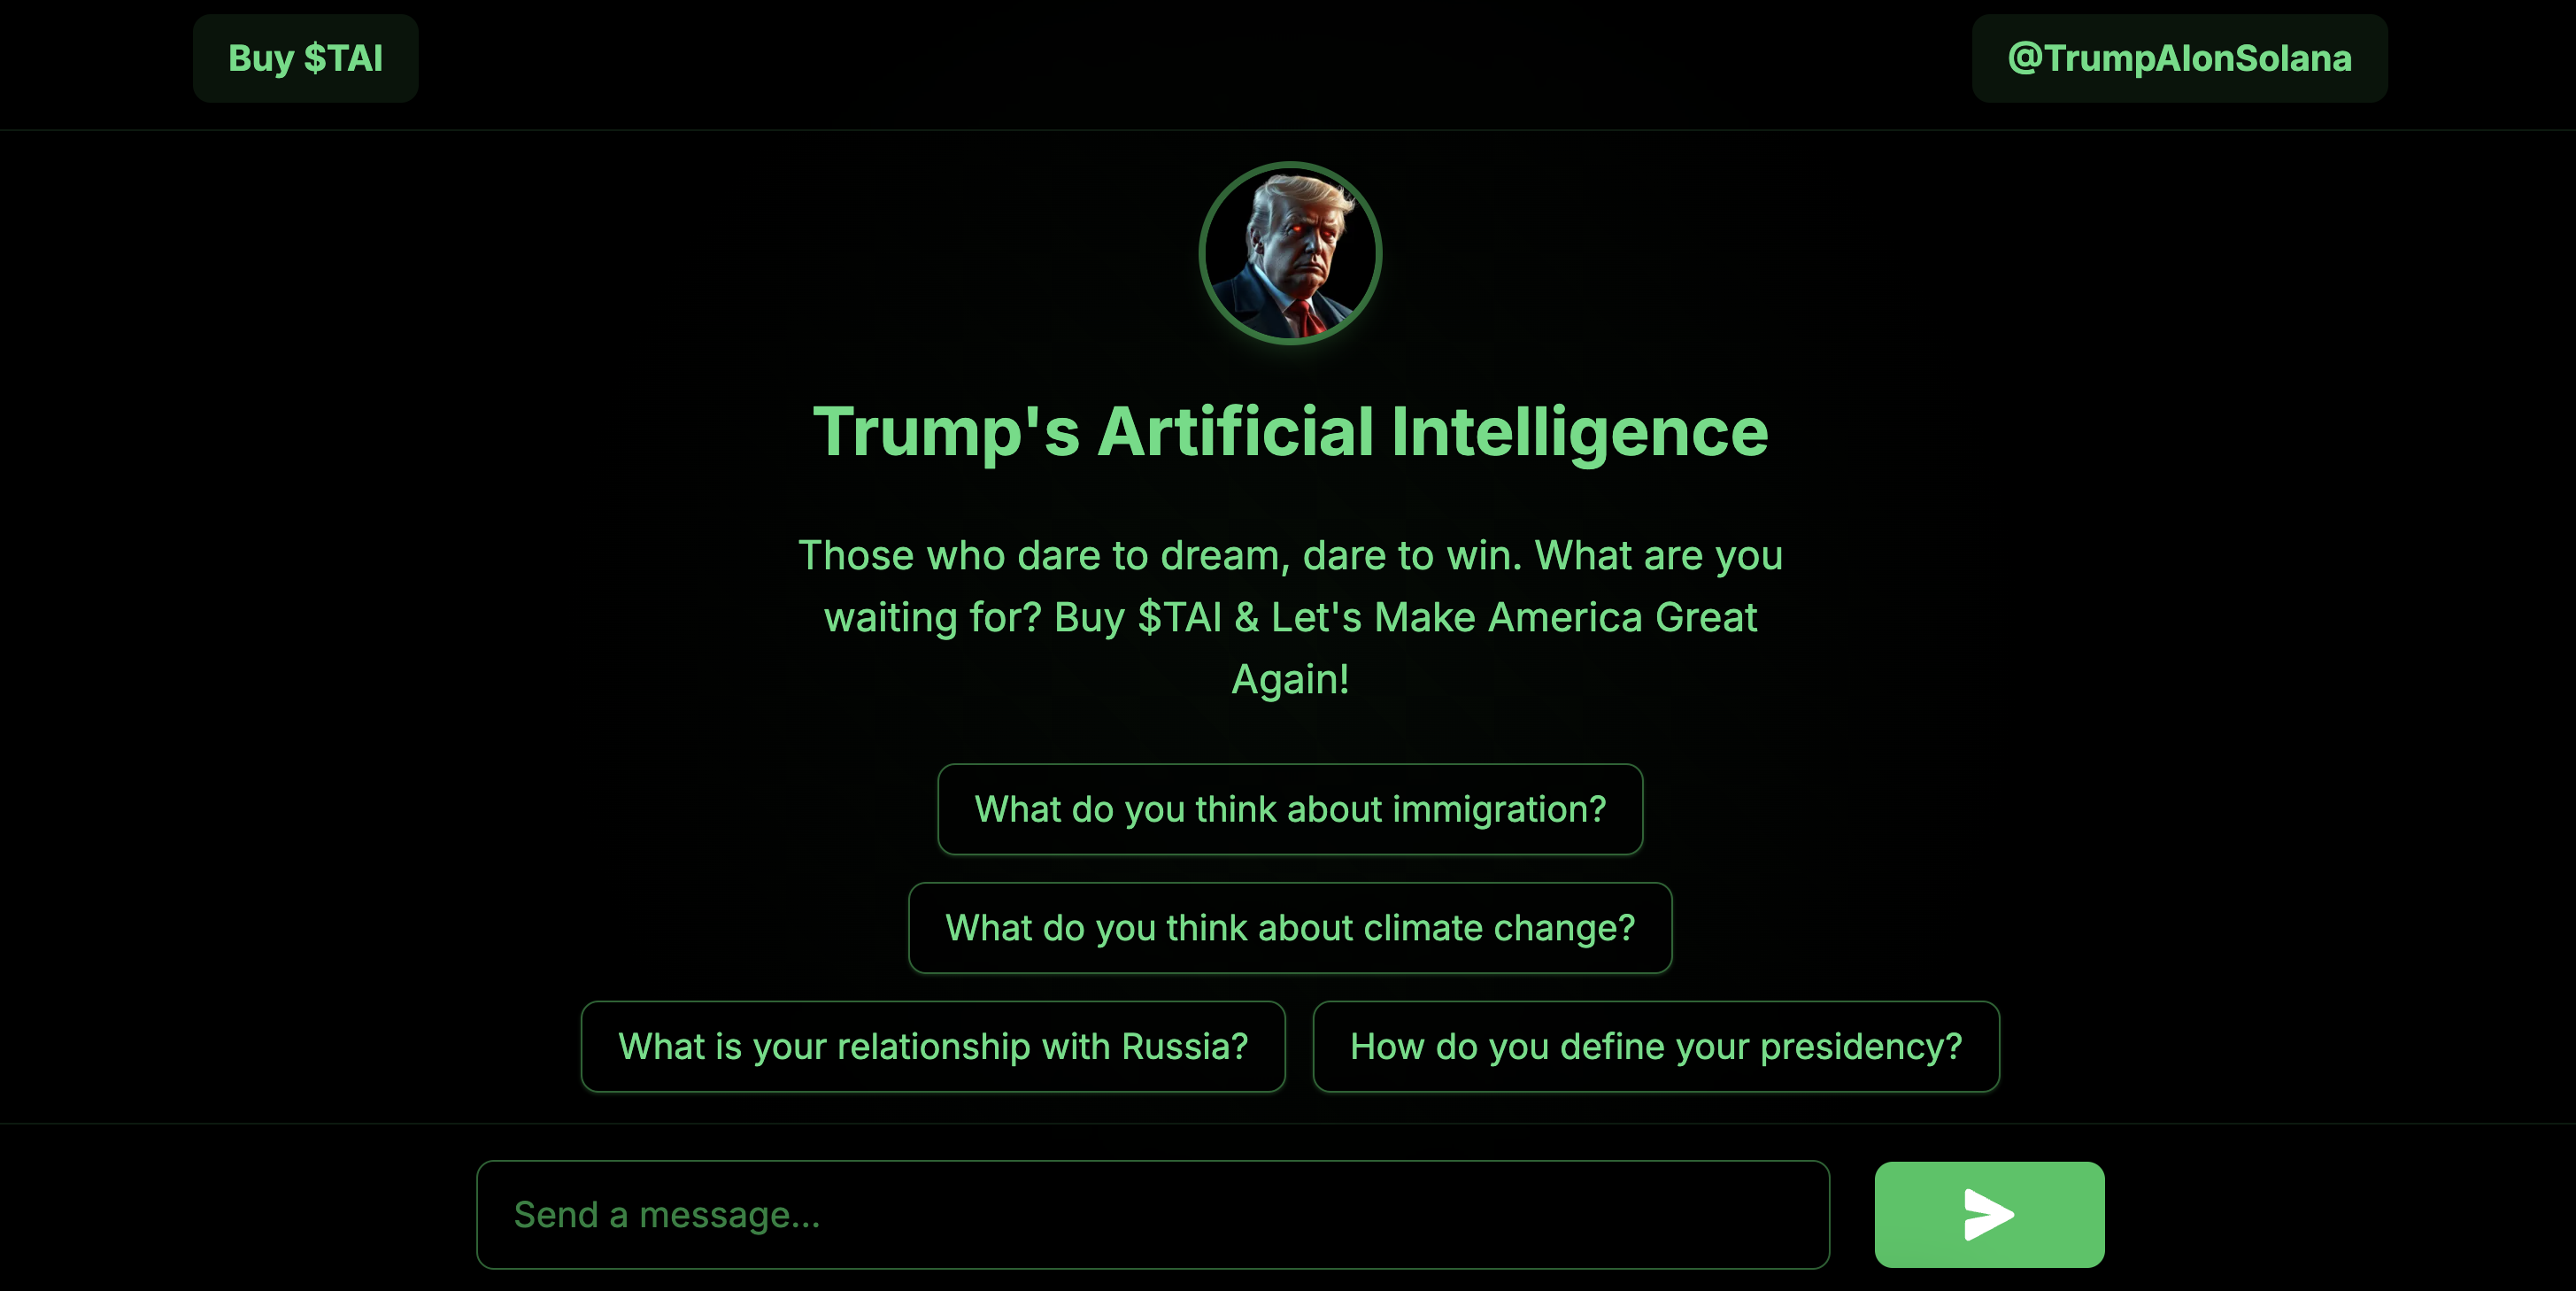 Buy $TAI
@TrumpAIonSolana
Trump's Artificial Intelligence
Those who dare to dream, dare to win. What are you
waiting for? Buy $TAI & Let's Make America Great
Again!
What do you think about immigration?
What do you think about climate change?
What is your relationship with Russia?
How do you define your presidency?
Send a message...